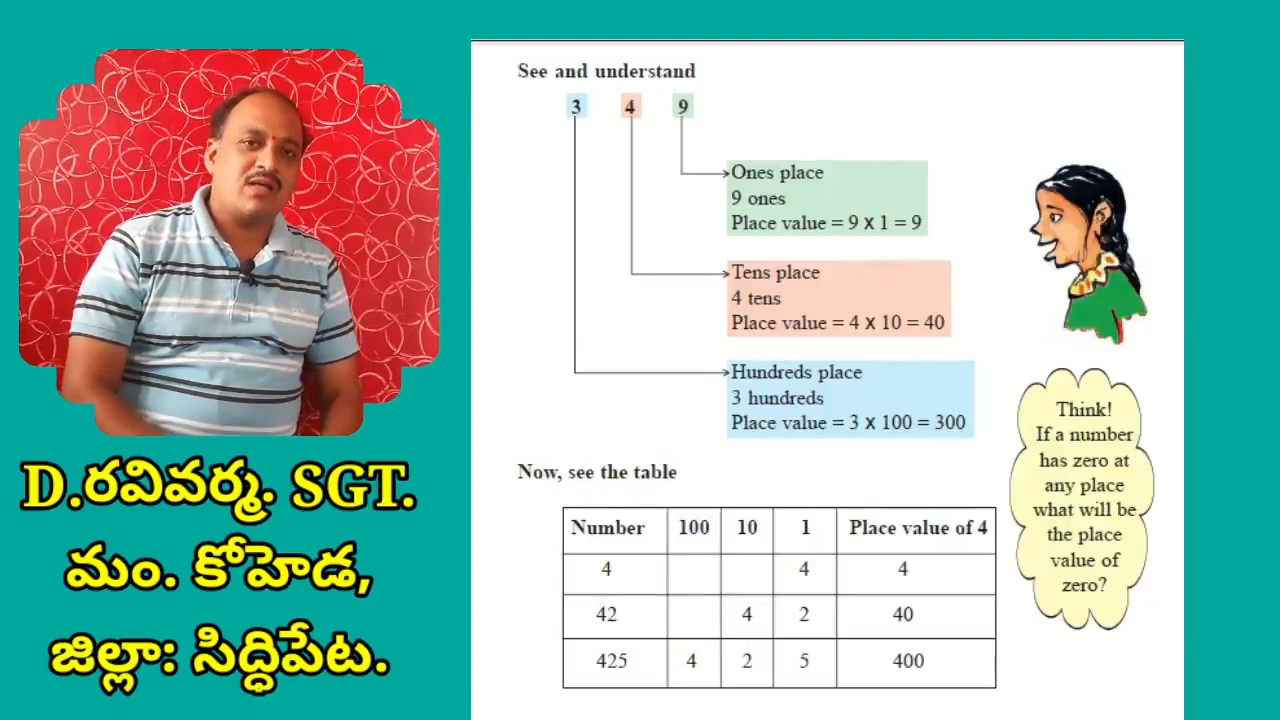 D.రవివర్మ. SGT.
మం. కోహెడ,
జిల్లా: సిద్ధిపేట.
See and understand
3 4 9
Ones place
9 ones
Place value = 9 x 1 = 9
Tens place
4 tens
Place value = 4 x 10 = 40
Hundreds place
3 hundreds
Place value = 3 x 100 = 300
Now, see the table
Number 100 10 1 Place value of 4
4 4 4
42 4 2 40
425 4 2 5 400
Think!
If a number
has zero at
any place
what will be
the place
value of
zero?